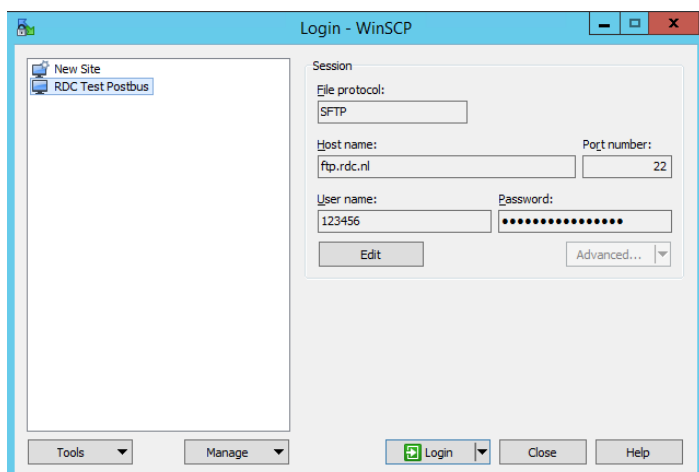 Login - WinSCP
New Site
RDC Test Postbus
Session
File protocol:
SFTP
Host name:
Port number:
ftp.rdc.nl
22
User name:
Password:
123456
••••••••••••••••
Edit
Advanced...
Tools
Manage
Login
Close
Help